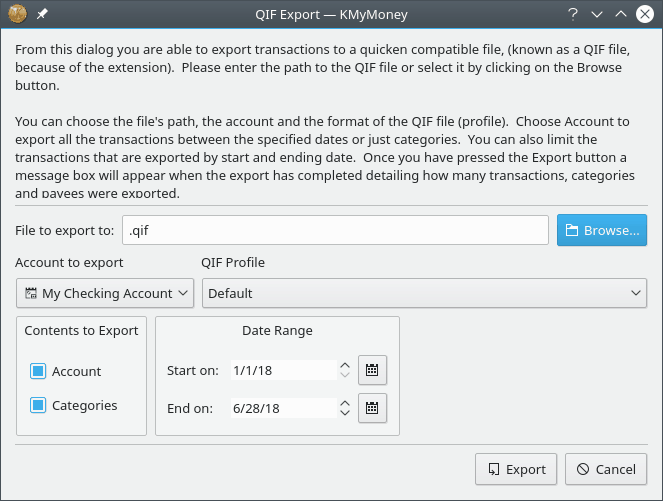 QIF Export — KMyMoney
From this dialog you are able to export transactions to a quicken compatible file, (known as a QIF file,
because of the extension).  Please enter the path to the QIF file or select it by clicking on the Browse
button.
You can choose the file's path, the account and the format of the QIF file (profile).  Choose Account to
export all the transactions between the specified dates or just categories.  You can also limit the
transactions that are exported by start and ending date.  Once you have pressed the Export button a
message box will appear when the export has completed detailing how many transactions, categories
and payees were exported.
File to export to: .qif Browse...
Account to export QIF Profile
My Checking Account Default
Contents to Export Date Range
Account Start on: 1/1/18
Categories End on: 6/28/18
Export Cancel